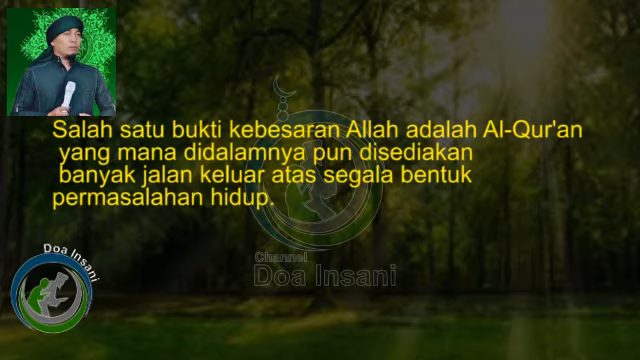 Salah satu bukti kebesaran Allah adalah Al-Qur'an
yang mana didalamnya pun disediakan
banyak jalan keluar atas segala bentuk
permasalahan hidup.
Channel
Doa Insani
Doa Insani